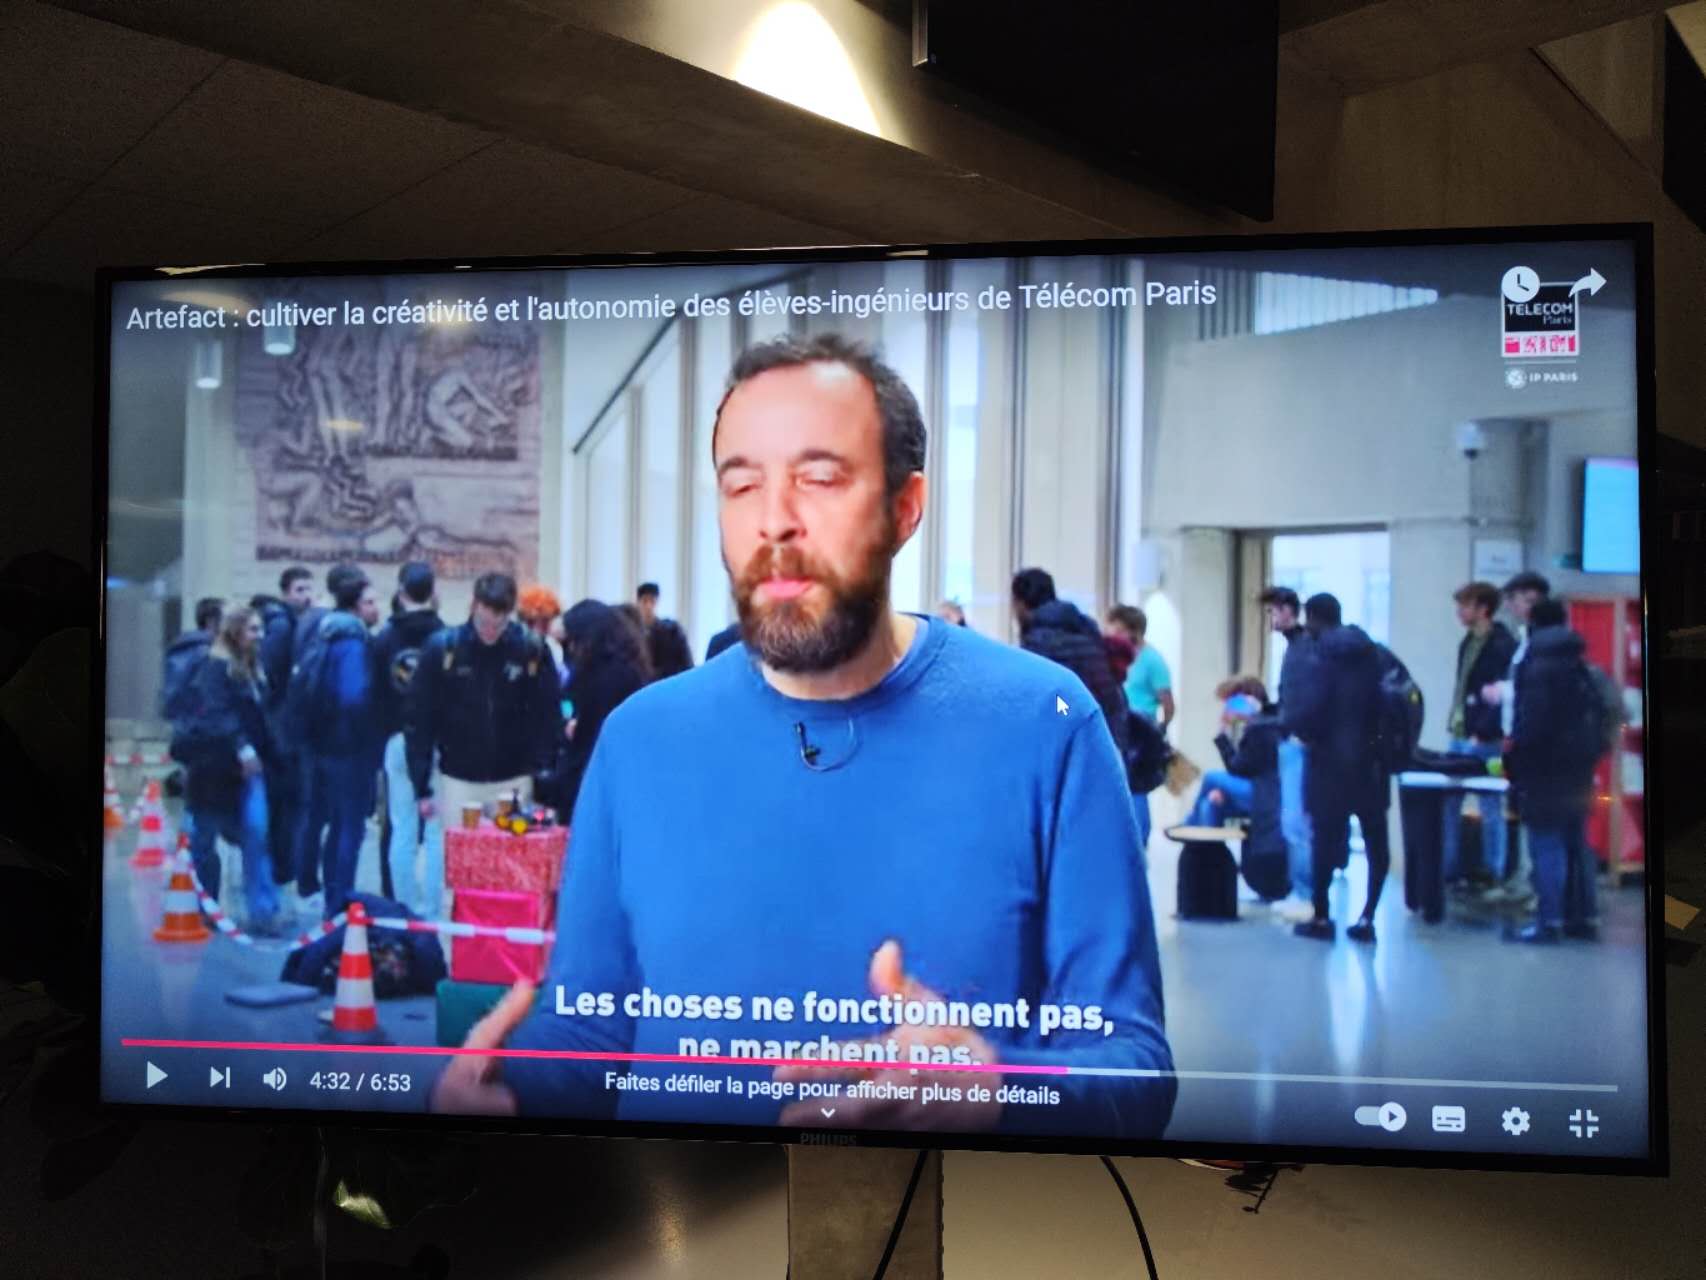 Artefact : cultiver la créativité et l'autonomie des élèves-ingénieurs de Télécom Paris
TELECOM
Paris
IP PARIS
Les choses ne fonctionnent pas,
ne marchent pas.
4:32 / 6:53
Faites défiler la page pour afficher plus de détails
PHILIPS